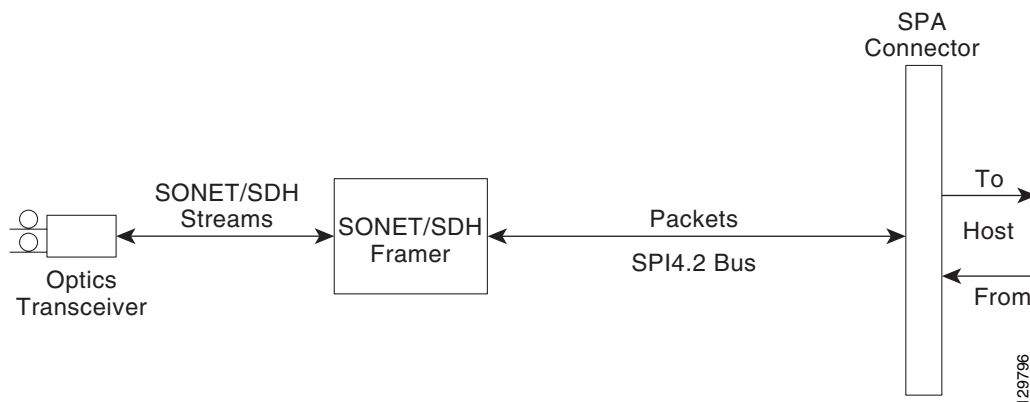 SPA
Connector
SONET/SDH
Streams
SONET/SDH
Framer
Packets
SPI4.2 Bus
To
Host
From
Optics
Transceiver
129796